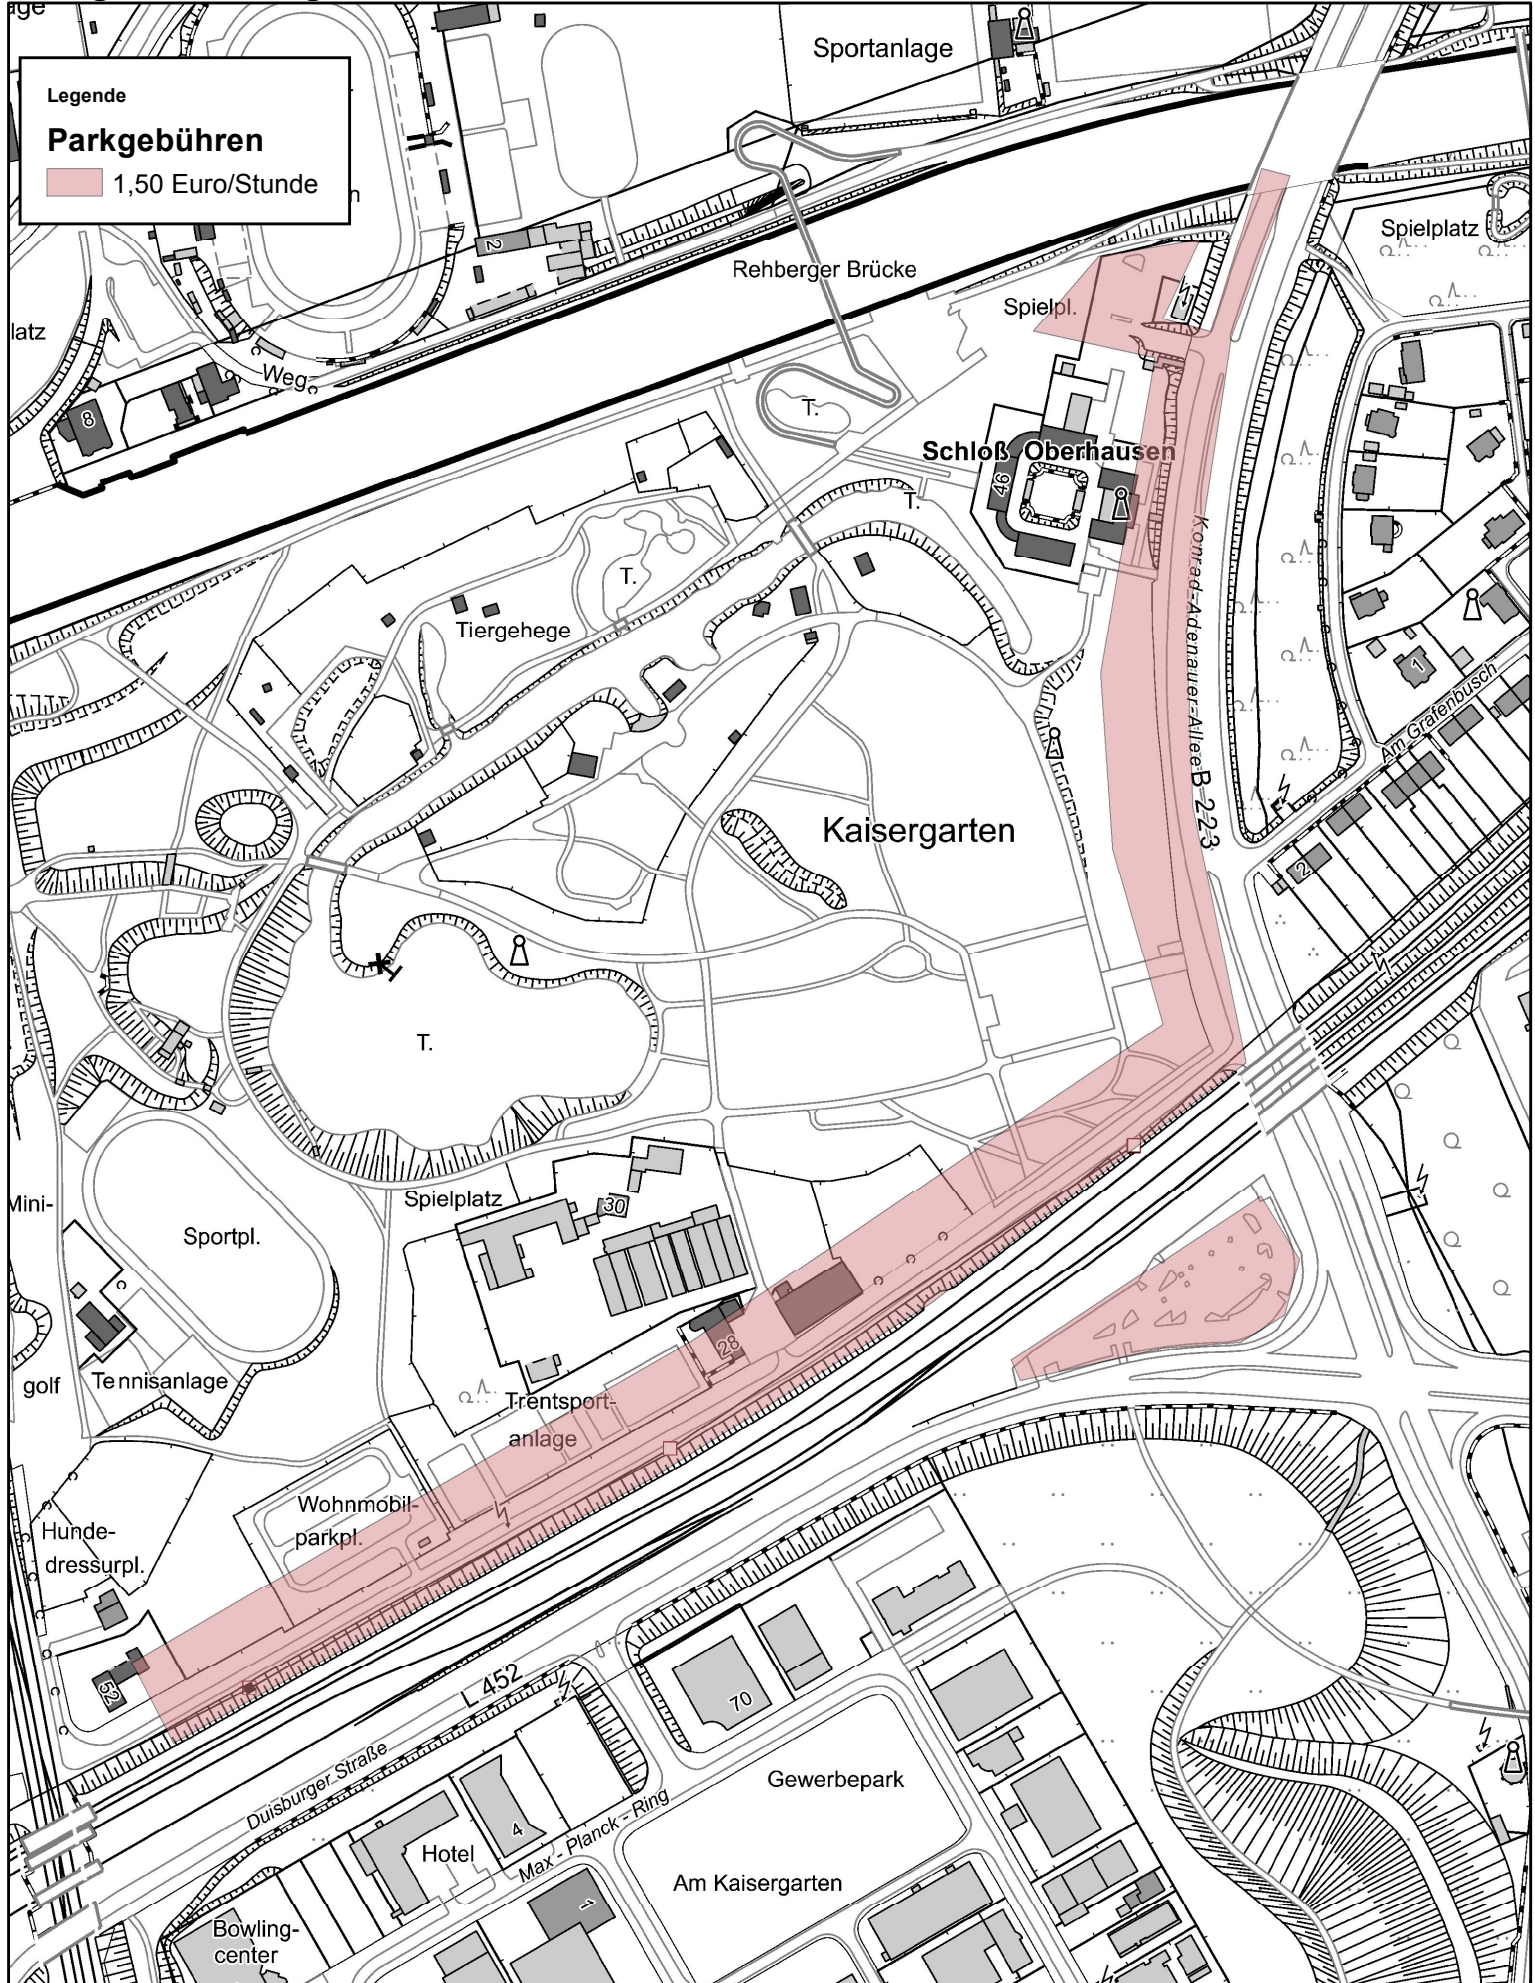 Sportanlage
Legende
Parkgebühren
1,50 Euro/Stunde
n
2
Spielplatz
Rehberger Brücke
Spielpl.
latz
Weg
8
T.
Schloß Oberhausen
46
T.
Konrad-Adenauer-Allee
T.
Tiergehege
1
Am Grafenbusch
B 223
Kaisergarten
2
T.
Mini-
golf
Spielplatz
30
Sportpl.
28
Tennisanlage
Trentsport-
anlage
Wohnmobil-
parkpl.
Hunde-
dressurpl.
52
L 452
70
Duisburger Straße
Gewerbepark
Max - Planck - Ring
4
Hotel
Am Kaisergarten
1
Bowling-
center